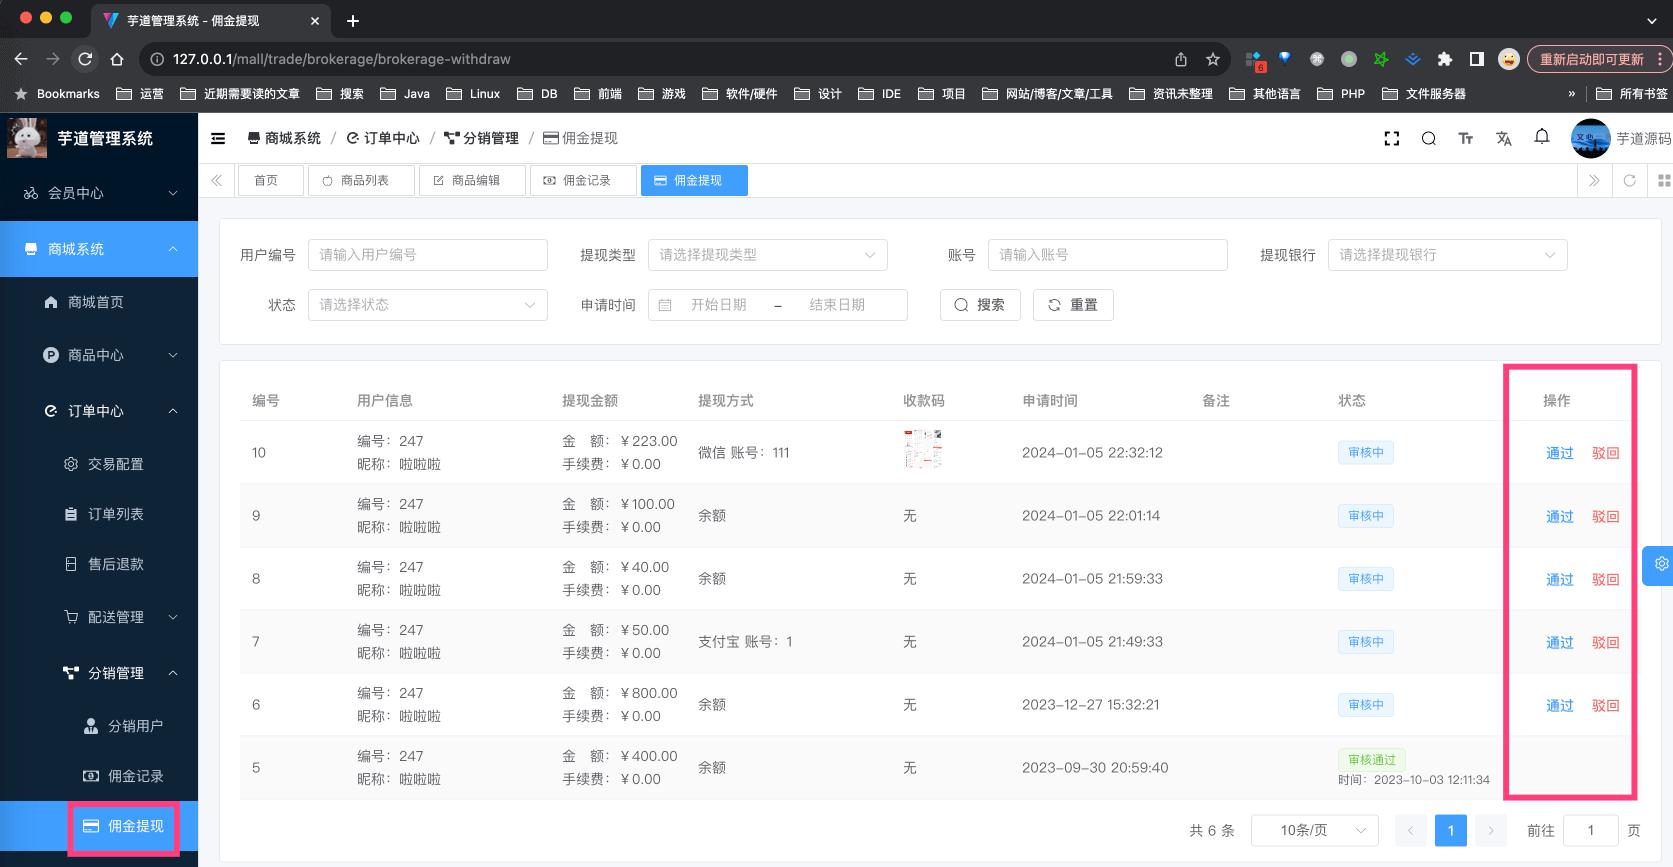 芋道管理系统 - 佣金提现
127.0.0.1/mall/trade/brokerage/brokerage-withdraw
6
重新启动即可更新
Bookmarks 运营 近期需要读的文章 搜索 Java Linux DB 前端 游戏 软件/硬件 设计 IDE 项目 网站/博客/文章/工具 资讯未整理 其他语言 PHP 文件服务器 » 所有书签
芋道管理系统
商城系统 / 订单中心 / 分销管理 / 佣金提现
芋道源码
首页 商品列表 商品编辑 佣金记录 佣金提现
会员中心
商城系统
商城首页
商品中心
订单中心
交易配置
订单列表
售后退款
配送管理
分销管理
分销用户
佣金记录
佣金提现
用户编号 请输入用户编号 提现类型 请选择提现类型 账号 请输入账号 提现银行 请选择提现银行
状态 请选择状态 申请时间 开始日期 - 结束日期 搜索 重置
编号 用户信息 提现金额 提现方式 收款码 申请时间 备注 状态 操作
编号：247 金 额：￥223.00
10 微信 账号：111 2024-01-05 22:32:12 审核中 通过 驳回
昵称：啦啦啦 手续费：￥0.00
编号：247 金 额：￥100.00
9 余额 无 2024-01-05 22:01:14 审核中 通过 驳回
昵称：啦啦啦 手续费：￥0.00
编号：247 金 额：￥40.00
8 余额 无 2024-01-05 21:59:33 审核中 通过 驳回
昵称：啦啦啦 手续费：￥0.00
编号：247 金 额：￥50.00
7 支付宝 账号：1 无 2024-01-05 21:49:33 审核中 通过 驳回
昵称：啦啦啦 手续费：￥0.00
编号：247 金 额：￥800.00
6 余额 无 2023-12-27 15:32:21 审核中 通过 驳回
昵称：啦啦啦 手续费：￥0.00
编号：247 金 额：￥400.00 审核通过
5 余额 无 2023-09-30 20:59:40
昵称：啦啦啦 手续费：￥0.00 时间：2023-10-03 12:11:34
共 6 条 10条/页 1 前往 1 页